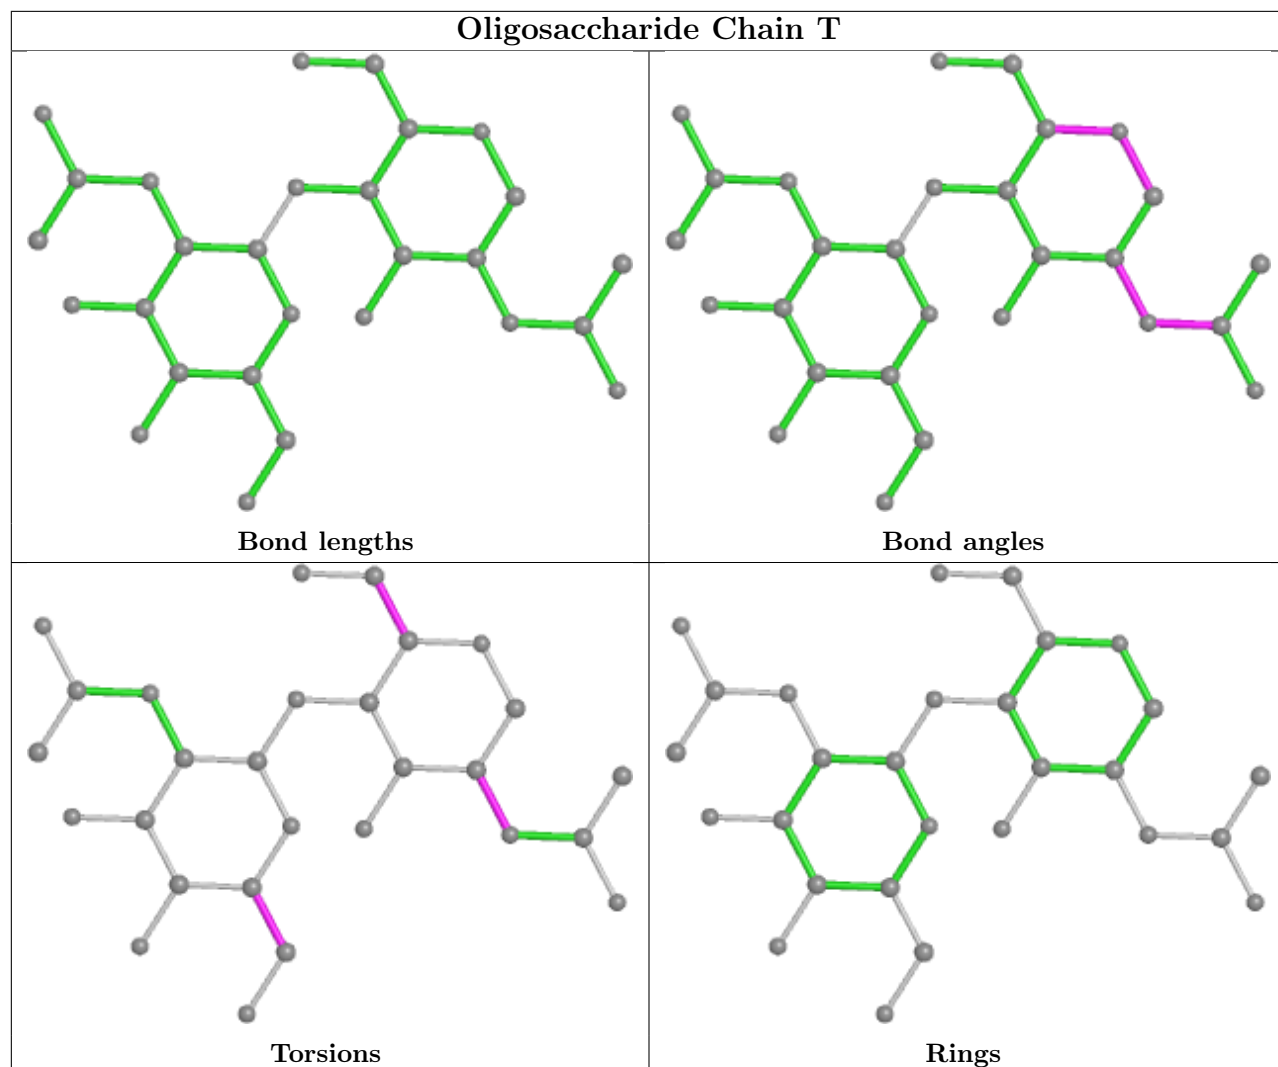 Oligosaccharide Chain T
Bond lengths
Bond angles
Torsions
Rings